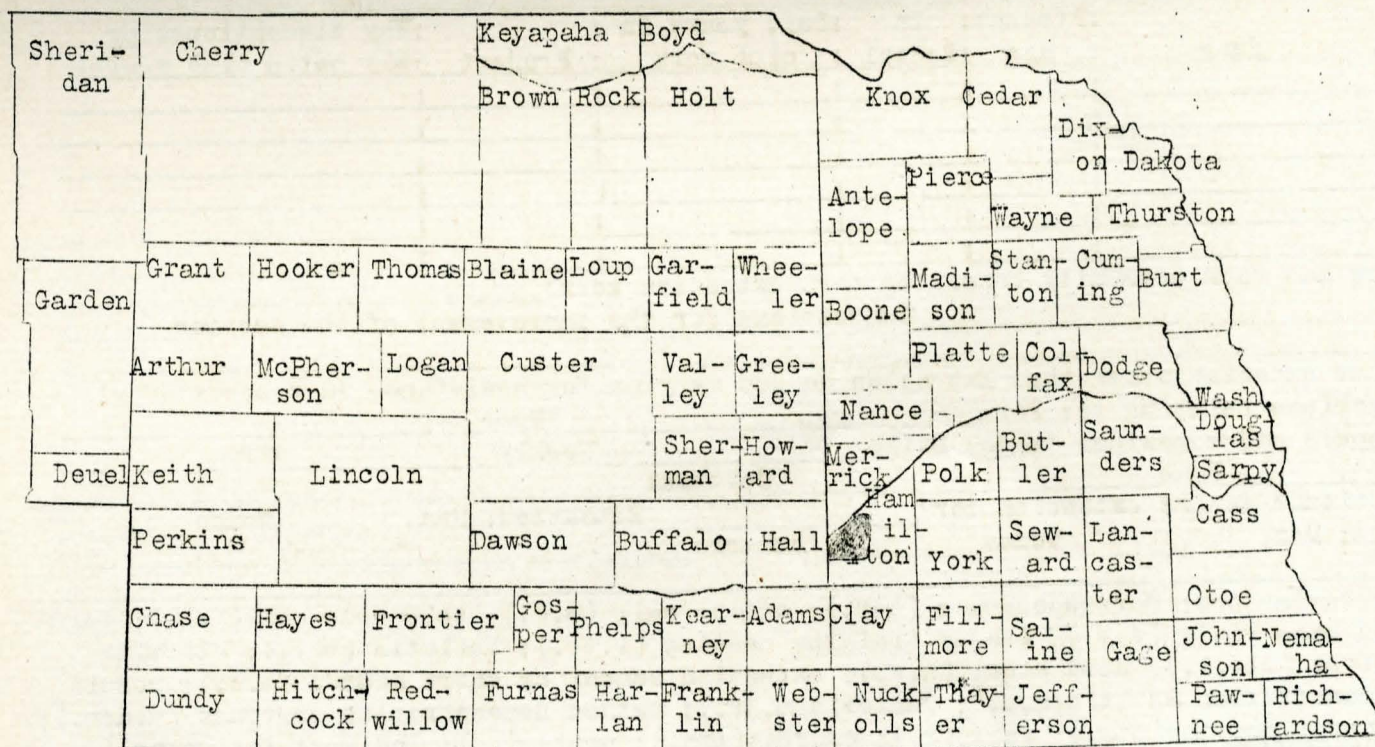 Sheri-
dan
Cherry
Keyapaha
Boyd
Brown
Rock
Holt
Knox
Cedar
Dix-
on
Dakota
Ante-
lope
Pierce
Wayne
Thurston
Garden
Grant
Hooker
Thomas
Blaine
Loup
Gar-
field
Whee-
ler
Boone
Madi-
son
Stan-
ton
Cum-
ing
Burt
Arthur
McPher-
son
Logan
Custer
Val-
ley
Gree-
ley
Platte
Col-
fax
Dodge
Wash.
Nance
Doug-
las
Deuel
Keith
Lincoln
Sher-
man
How-
ard
Mer-
rick
Polk
But-
ler
Saun-
ders
Sarpy
Perkins
Dawson
Buffalo
Hall
Ham
il-
ton
York
Sew-
ard
Lan-
cas-
ter
Cass
Otoe
Chase
Hayes
Frontier
Gos-
per
Phelps
Kear-
ney
Adams
Clay
Fill-
more
Sal-
ine
Gage
John-
son
Nema-
ha
Dundy
Hitch-
cock
Red-
willow
Furnas
Har-
lan
Frank-
lin
Web-
ster
Nuck-
olls
Thay-
er
Jeff-
erson
Paw-
nee
Rich-
ardson